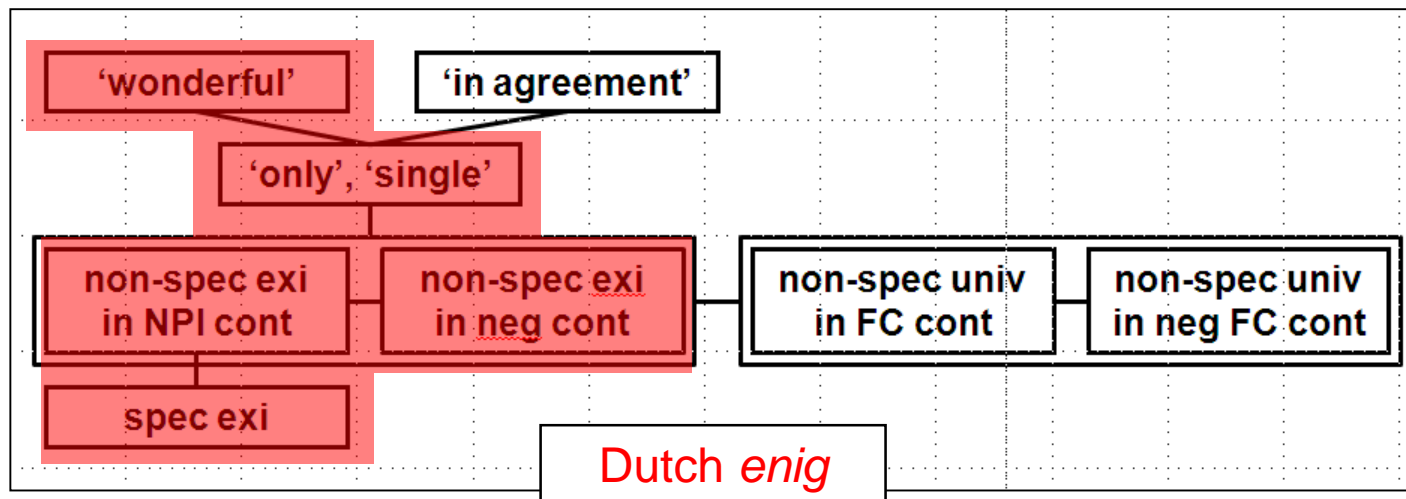 ‘wonderful’
‘in agreement’
‘only’, ‘single’
non-spec exi
in NPI cont
non-spec exi
in neg cont
non-spec univ
in FC cont
non-spec univ
in neg FC cont
spec exi
Dutch enig